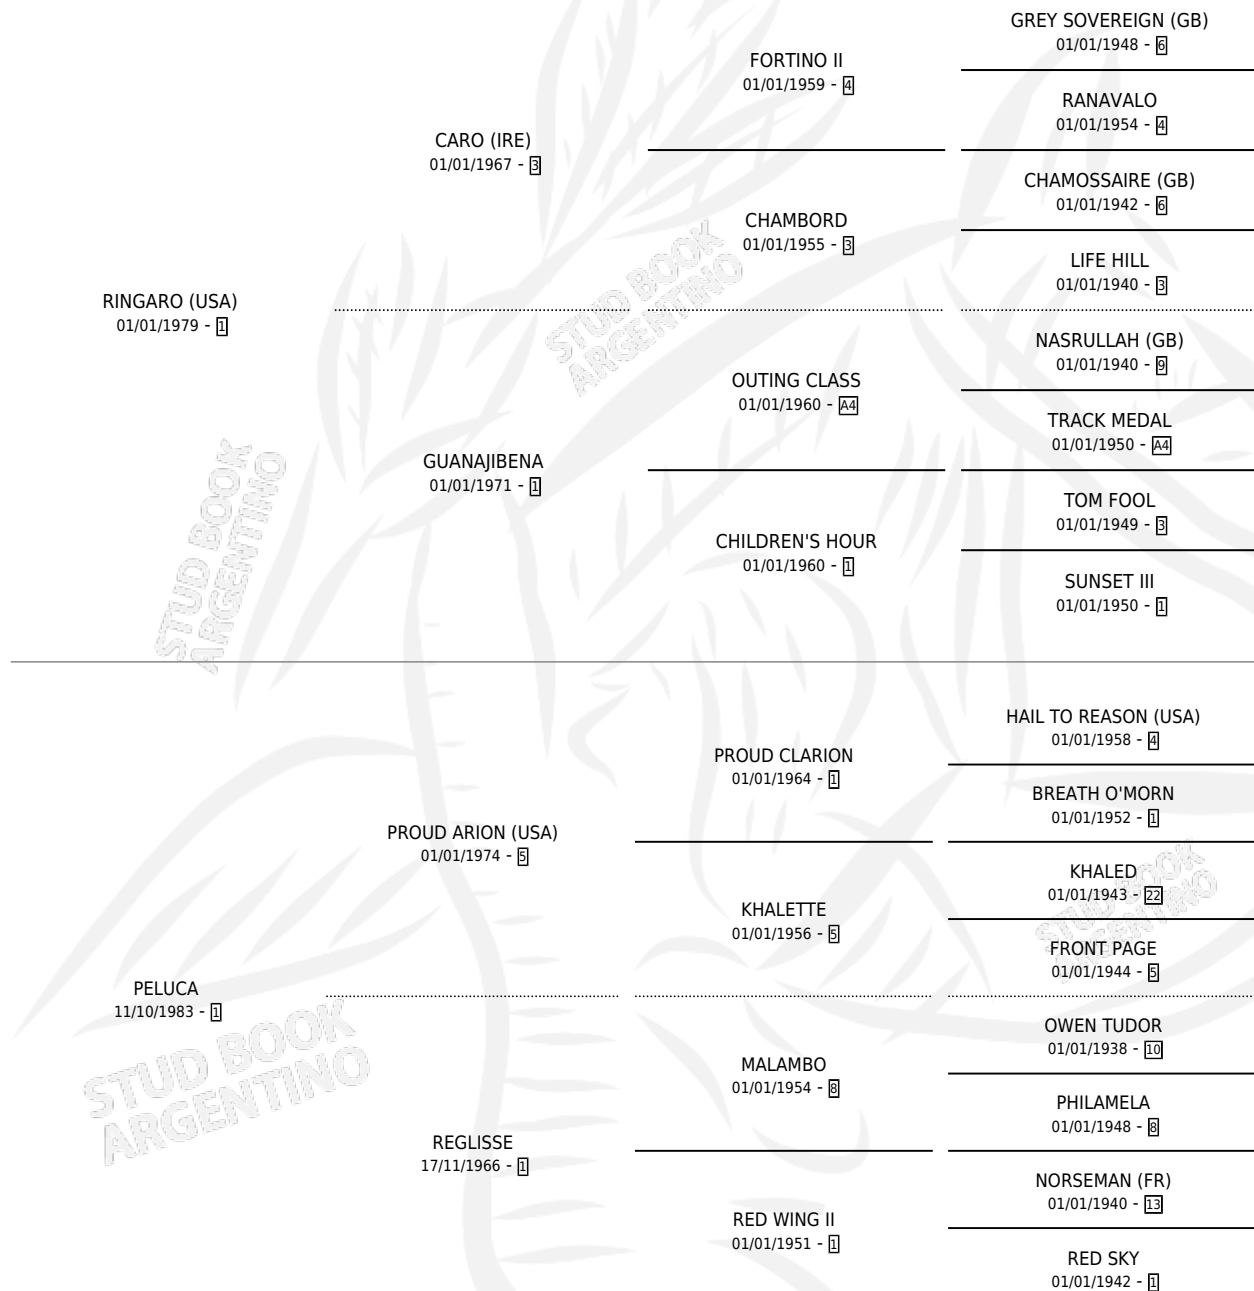 GREY SOVEREIGN (GB)
01/01/1948 - 6
FORTINO II
01/01/1959 - 4
RANAVALO
01/01/1954 - 4
CARO (IRE)
01/01/1967 - 3
CHAMOSSAIRE (GB)
01/01/1942 - 6
CHAMBORD
01/01/1955 - 3
LIFE HILL
01/01/1940 - 3
RINGARO (USA)
01/01/1979 - 1
STUD BOOK
ARGENTINO
NASRULLAH (GB)
01/01/1940 - 9
OUTING CLASS
01/01/1960 - A4
TRACK MEDAL
01/01/1950 - A4
GUANAJIBENA
01/01/1971 - 1
TOM FOOL
01/01/1949 - 3
CHILDREN'S HOUR
01/01/1960 - 1
SUNSET III
01/01/1950 - 1
STUD BOOK
ARGENTINO
HAIL TO REASON (USA)
01/01/1958 - 4
PROUD CLARION
01/01/1964 - 1
BREATH O'MORN
01/01/1952 - 1
PROUD ARION (USA)
01/01/1974 - 5
KHALED
01/01/1943 - 22
KHALETTE
01/01/1956 - 5
STUD BOOK
ARGENTINO
FRONT PAGE
01/01/1944 - 5
PELUCA
11/10/1983 - 1
OWEN TUDOR
01/01/1938 - 10
MALAMBO
01/01/1954 - 8
STUD BOOK
ARGENTINO
PHILAMELA
01/01/1948 - 8
REGLISSE
17/11/1966 - 1
NORSEMAN (FR)
01/01/1940 - 13
RED WING II
01/01/1951 - 1
RED SKY
01/01/1942 - 1